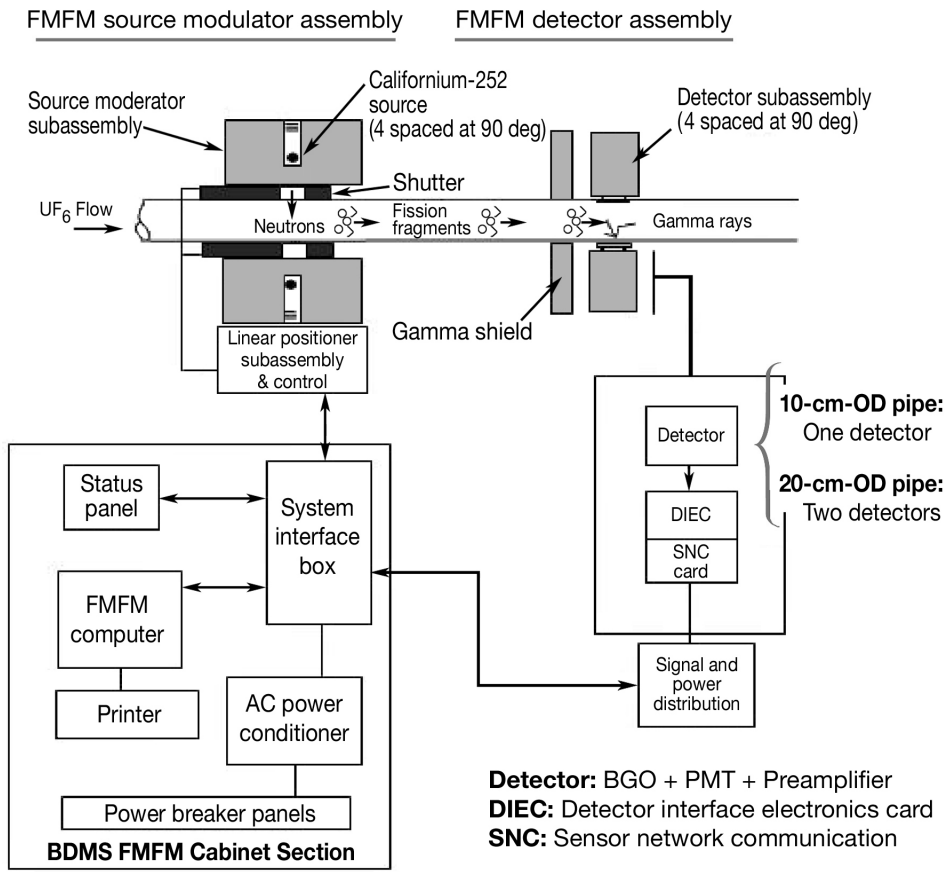 FMFM source modulator assembly
FMFM detector assembly
Californium-252
source
(4 spaced at 90 deg)
Source moderator
subassembly
Detector subassembly
(4 spaced at 90 deg)
Shutter
UF6 Flow
Neutrons
Fission
fragments
Gamma rays
Gamma shield
Linear positioner
subassembly
& control
10-cm-OD pipe:
One detector
20-cm-OD pipe:
Two detectors
Detector
DIEC
SNC
card
Status
panel
System
interface
box
FMFM
computer
Printer
AC power
conditioner
Signal and
power
distribution
Power breaker panels
BDMS FMFM Cabinet Section
Detector: BGO + PMT + Preamplifier
DIEC: Detector interface electronics card
SNC: Sensor network communication